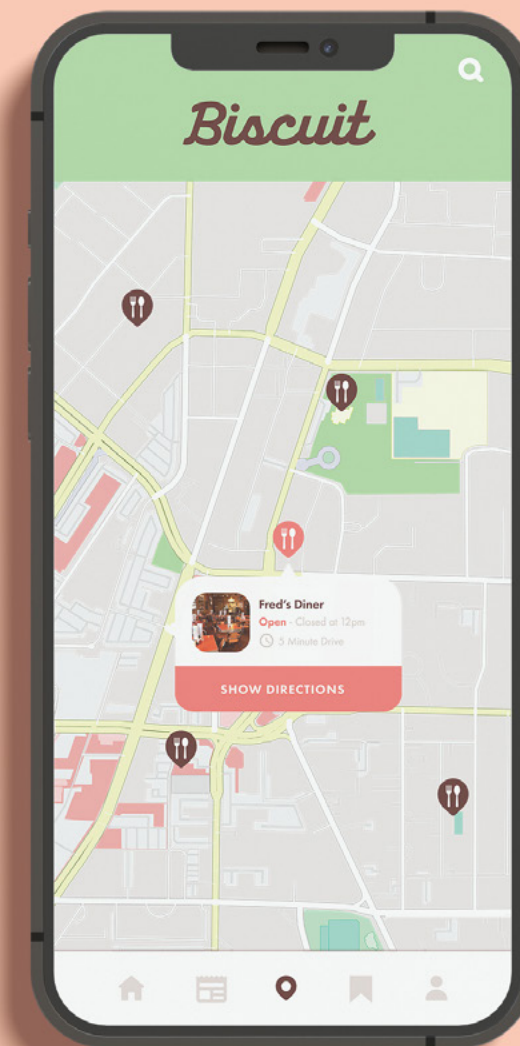 Biscuit
Fred's Diner
Open - Closed at 12pm
5 Minute Drive
SHOW DIRECTIONS